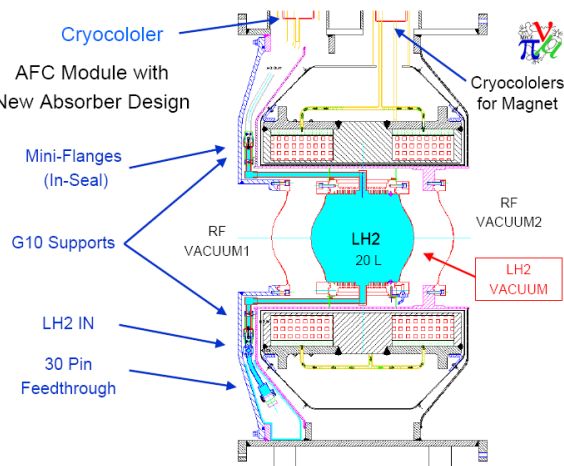 Cryocololer
AFC Module with
New Absorber Design
Cryocololers
for Magnet
Mini-Flanges
(In-Seal)
G10 Supports
RF
VACUUM1
LH2
20 L
RF
VACUUM2
LH2
VACUUM
LH2 IN
30 Pin
Feedthrough